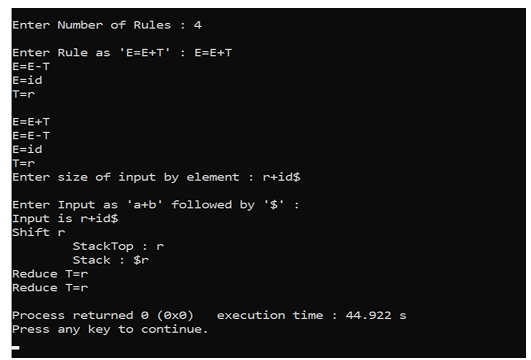 Enter Number of Rules : 4
Enter Rule as 'E=E+T' : E=E+T
E=E-T
E=id
T=r
E=E+T
E=E-T
E=id
T=r
Enter size of input by element : r+id$
Enter Input as 'a+b' followed by '$' :
Input is r+id$
Shift r
StackTop : r
Stack : $r
Reduce T=r
Reduce T=r
Process returned 0 (0x0)   execution time : 44.922 s
Press any key to continue.